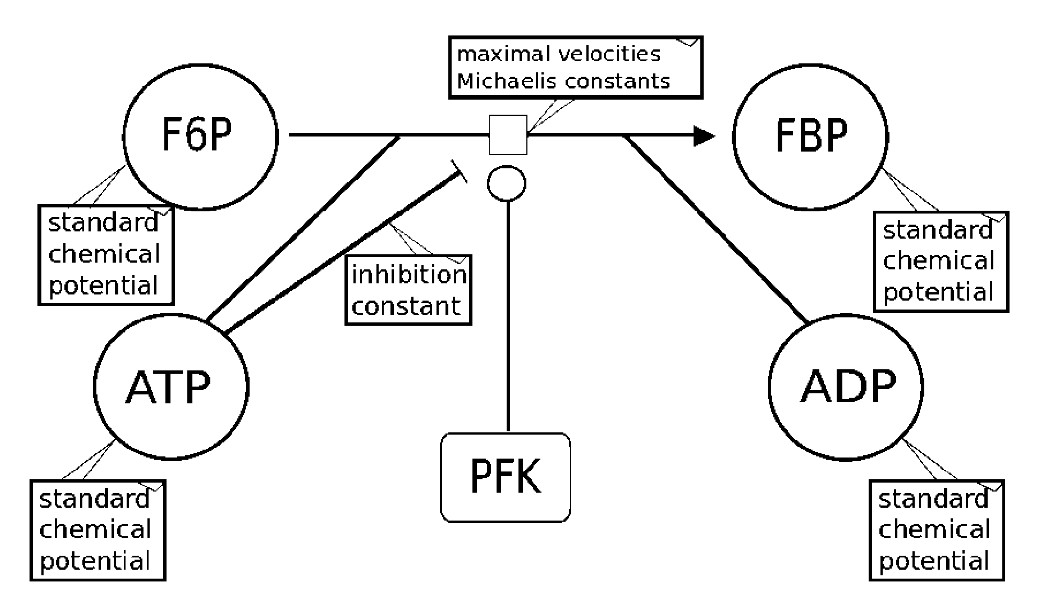 maximal velocities
Michaelis constants
F6P
FBP
standard
chemical
potential
standard
chemical
potential
inhibition
constant
ATP
ADP
PFK
standard
chemical
potential
standard
chemical
potential